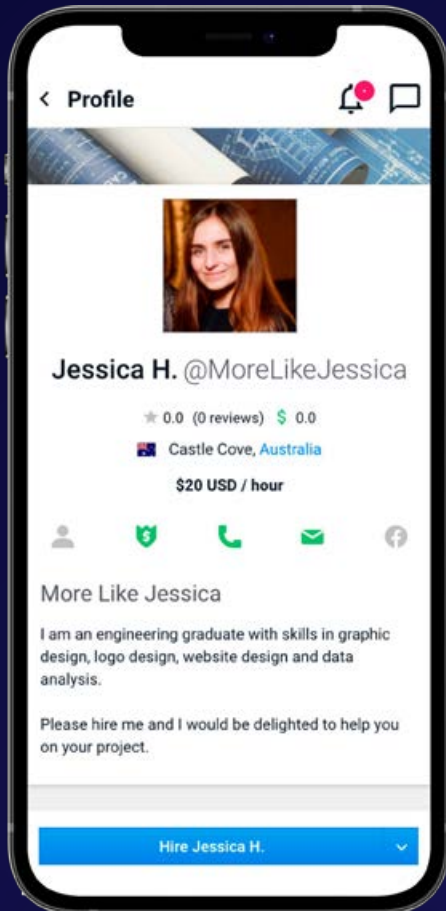 Profile
Jessica H. @MoreLikeJessica
0.0 (0 reviews) $ 0.0
Castle Cove, Australia
$20 USD / hour
More Like Jessica
I am an engineering graduate with skills in graphic
design, logo design, website design and data
analysis.
Please hire me and I would be delighted to help you
on your project.
Hire Jessica H.